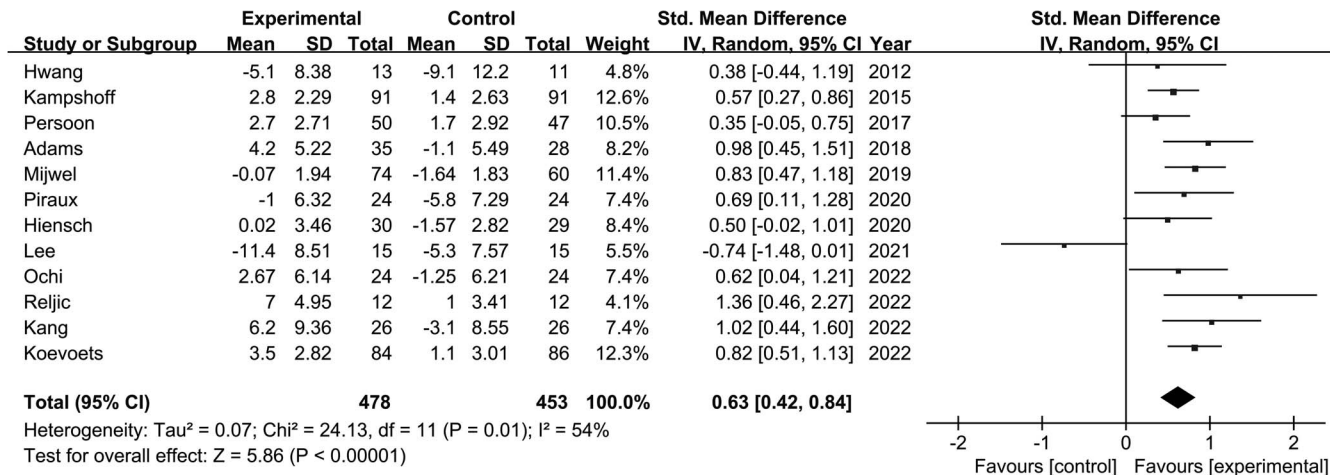 Experimental Control Std. Mean Difference Std. Mean Difference
Study or Subgroup Mean SD Total Mean SD Total Weight IV, Random, 95% CI Year IV, Random, 95% CI
Hwang -5.1 8.38 13 -9.1 12.2 11 4.8% 0.38 [-0.44, 1.19] 2012
Kampshoff 2.8 2.29 91 1.4 2.63 91 12.6% 0.57 [0.27, 0.86] 2015
Persoon 2.7 2.71 50 1.7 2.92 47 10.5% 0.35 [-0.05, 0.75] 2017
Adams 4.2 5.22 35 -1.1 5.49 28 8.2% 0.98 [0.45, 1.51] 2018
Mijwel -0.07 1.94 74 -1.64 1.83 60 11.4% 0.83 [0.47, 1.18] 2019
Piraux -1 6.32 24 -5.8 7.29 24 7.4% 0.69 [0.11, 1.28] 2020
Hiensch 0.02 3.46 30 -1.57 2.82 29 8.4% 0.50 [-0.02, 1.01] 2020
Lee -11.4 8.51 15 -5.3 7.57 15 5.5% -0.74 [-1.48, 0.01] 2021
Ochi 2.67 6.14 24 -1.25 6.21 24 7.4% 0.62 [0.04, 1.21] 2022
Reljic 7 4.95 12 1 3.41 12 4.1% 1.36 [0.46, 2.27] 2022
Kang 6.2 9.36 26 -3.1 8.55 26 7.4% 1.02 [0.44, 1.60] 2022
Koevoets 3.5 2.82 84 1.1 3.01 86 12.3% 0.82 [0.51, 1.13] 2022
Total (95% CI) 478 453 100.0% 0.63 [0.42, 0.84]
Heterogeneity: Tau² = 0.07; Chi² = 24.13, df = 11 (P = 0.01); I² = 54%
Test for overall effect: Z = 5.86 (P < 0.00001)
-2 -1 0 1 2
Favours [control] Favours [experimental]